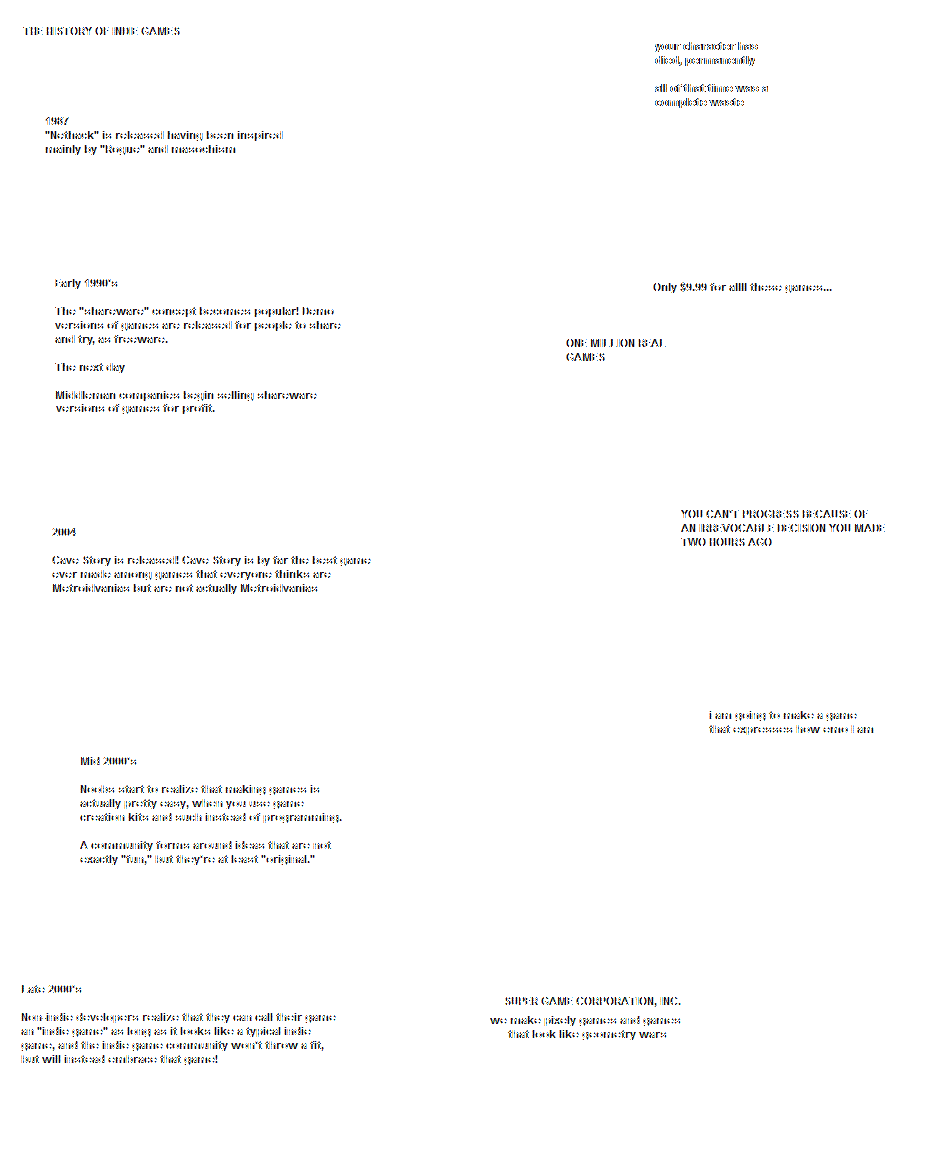 THE HISTORY OF INDIE GAMES
your character has
died, permanently
all of that time was a
complete waste
1987
"Nethack" is released having been inspired
mainly by "Rogue" and masochism
Early 1990's
The "shareware" concept becomes popular! Demo
versions of games are released for people to share
and try, as freeware.
The next day
Middleman companies begin selling shareware
versions of games for profit.
Only $9.99 for allll these games...
ONE MILLION REAL
GAMES
2004
Cave Story is released! Cave Story is by far the best game
ever made among games that everyone thinks are
Metroidvanias but are not actually Metroidvanias
YOU CAN'T PROGRESS BECAUSE OF
AN IRREVOCABLE DECISION YOU MADE
TWO HOURS AGO
i am going to make a game
that expresses how emo i am
Mid 2000's
Noobs start to realize that making games is
actually pretty easy, when you use game
creation kits and such instead of programming.
A community forms around ideas that are not
exactly "fun," but they're at least "original."
Late 2000's
Non-indie developers realize that they can call their game
an "indie game" as long as it looks like a typical indie
game, and the indie game community won't throw a fit,
but will instead embrace that game!
SUPER GAME CORPORATION, INC.
we make pixely games and games
that look like geometry wars